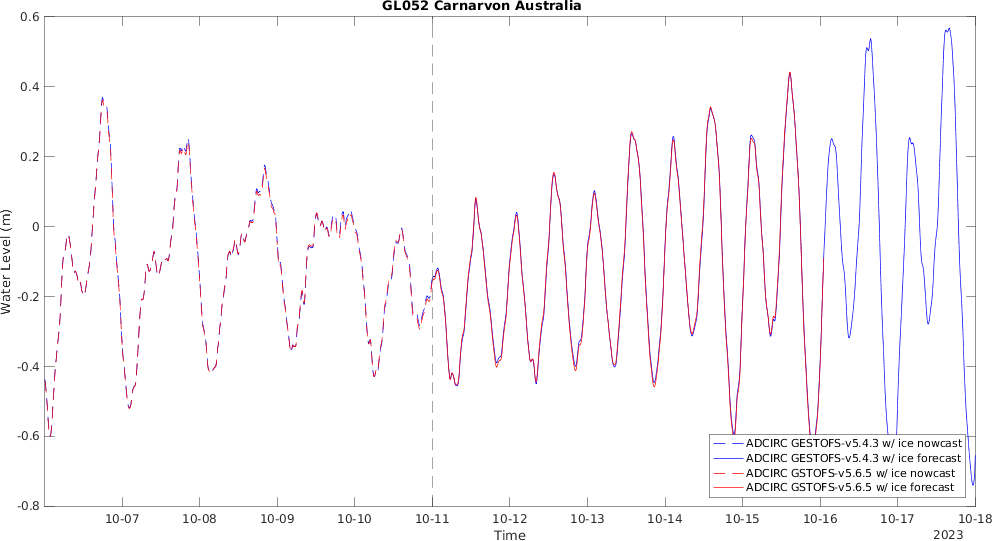 GL052 Carnarvon Australia
0.6
0.4
0.2
0
-0.2
-0.4
-0.6
-0.8
Water Level (m)
ADCIRC GESTOFS-v5.4.3 w/ ice nowcast
ADCIRC GESTOFS-v5.4.3 w/ ice forecast
ADCIRC GSTOFS-v5.6.5 w/ ice nowcast
ADCIRC GSTOFS-v5.6.5 w/ ice forecast
10-07 10-08 10-09 10-10 10-11 10-12 10-13 10-14 10-15 10-16 10-17 10-18
Time
2023